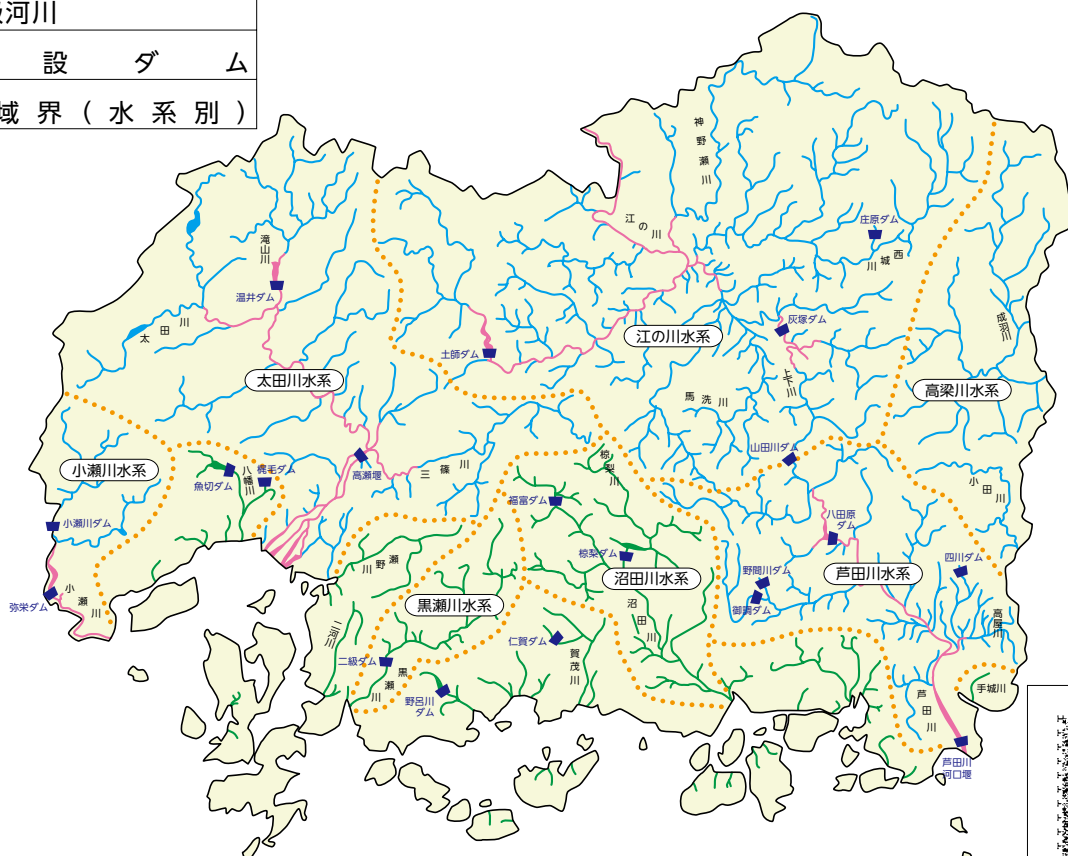 級河川
設ダム
域界(水系別)
神野瀬川
江の川
庄原ダム
西城川
滝山川
温井ダム
成羽川
太田川
灰塚ダム
江の川水系
土師ダム
太田川水系
上下川
高梁川水系
馬洗川
山田川ダム
小瀬川水系
八幡川
梶毛ダム
魚切ダム
高瀬堰
三篠川
椋梨川
小田川
福富ダム
八田原
ダム
小瀬川ダム
椋梨ダム
四川ダム
瀬野川
沼田川水系
野間川ダム
芦田川水系
弥栄ダム
小瀬川
黒瀬川水系
御調ダム
沼田川
高屋川
二河川
仁賀ダム
賀茂川
二級ダム
黒瀬川
野呂川
ダム
手城川
芦田川
芦田川
河口堰